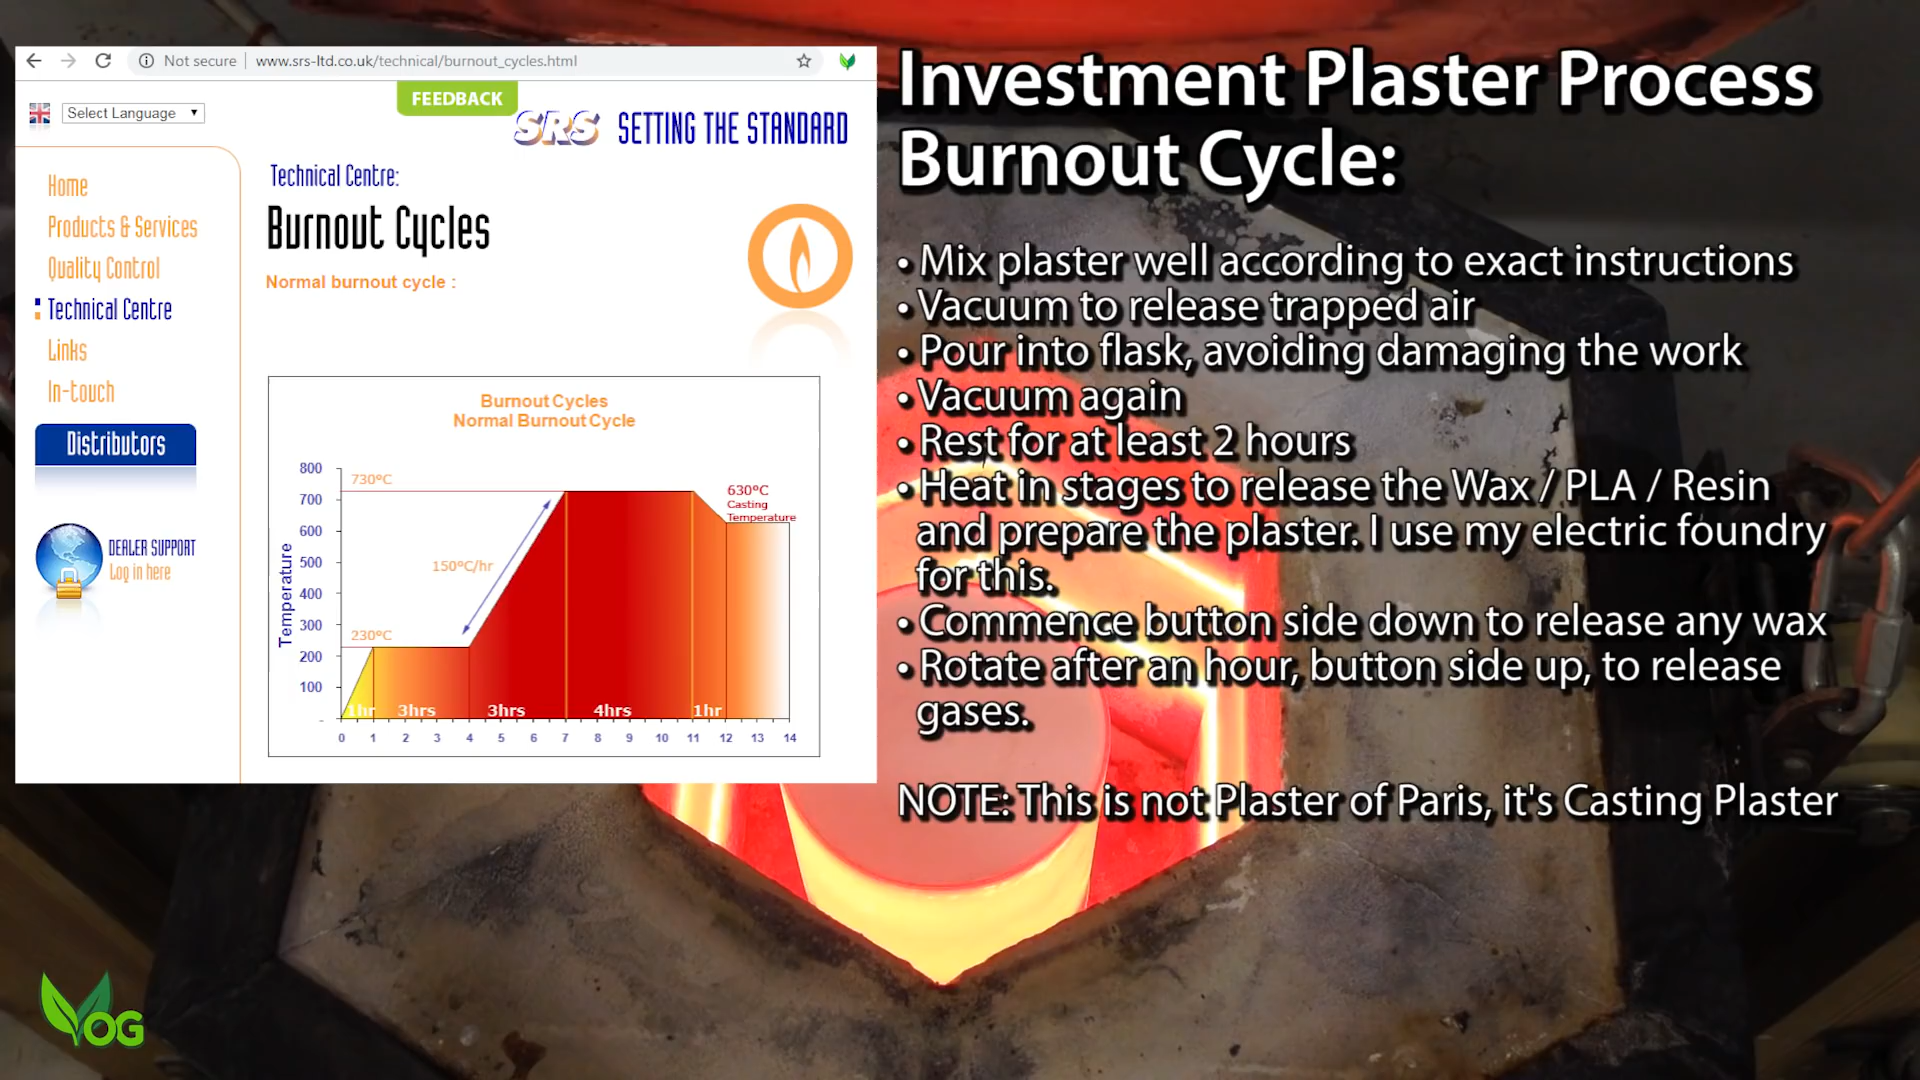 Not secure | www.srs-ltd.co.uk/technical/burnout_cycles.html
Select Language
FEEDBACK
SRS SETTING THE STANDARD
Home
Products & Services
Quality Control
Technical Centre
Links
In-touch
Distributors
DEALER SUPPORT
Log in here
Technical Centre:
Burnout Cycles
Normal burnout cycle :
Burnout Cycles
Normal Burnout Cycle
Temperature
800
700
600
500
400
300
200
100
-
730ºC
230ºC
150ºC/hr
630ºC
Casting
Temperature
1hr 3hrs 3hrs 4hrs 1hr
0 1 2 3 4 5 6 7 8 9 10 11 12 13 14
Investment Plaster Process
Burnout Cycle:
• Mix plaster well according to exact instructions
• Vacuum to release trapped air
• Pour into flask, avoiding damaging the work
• Vacuum again
• Rest for at least 2 hours
• Heat in stages to release the Wax / PLA / Resin
and prepare the plaster. I use my electric foundry
for this.
• Commence button side down to release any wax
• Rotate after an hour, button side up, to release
gases.
NOTE: This is not Plaster of Paris, it's Casting Plaster
VOG